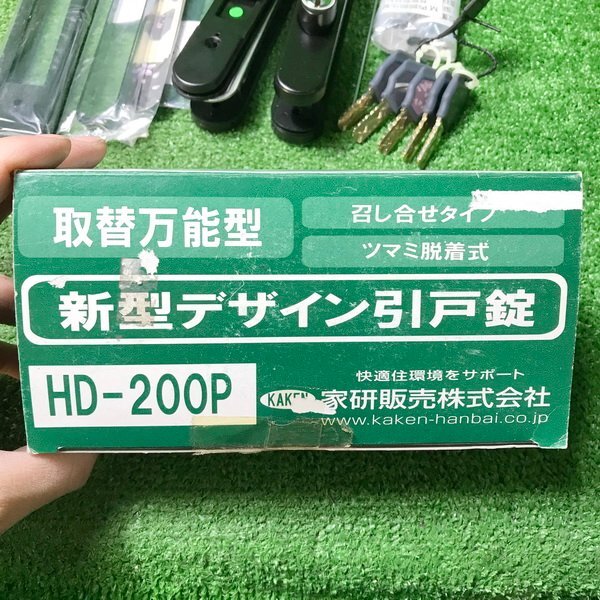 取替万能型
召し合せタイプ
ツマミ脱着式
新型デザイン引戸錠
HD-200P
快適住環境をサポート
KAKEN 家研販売株式会社
www.kaken-hanbai.co.jp